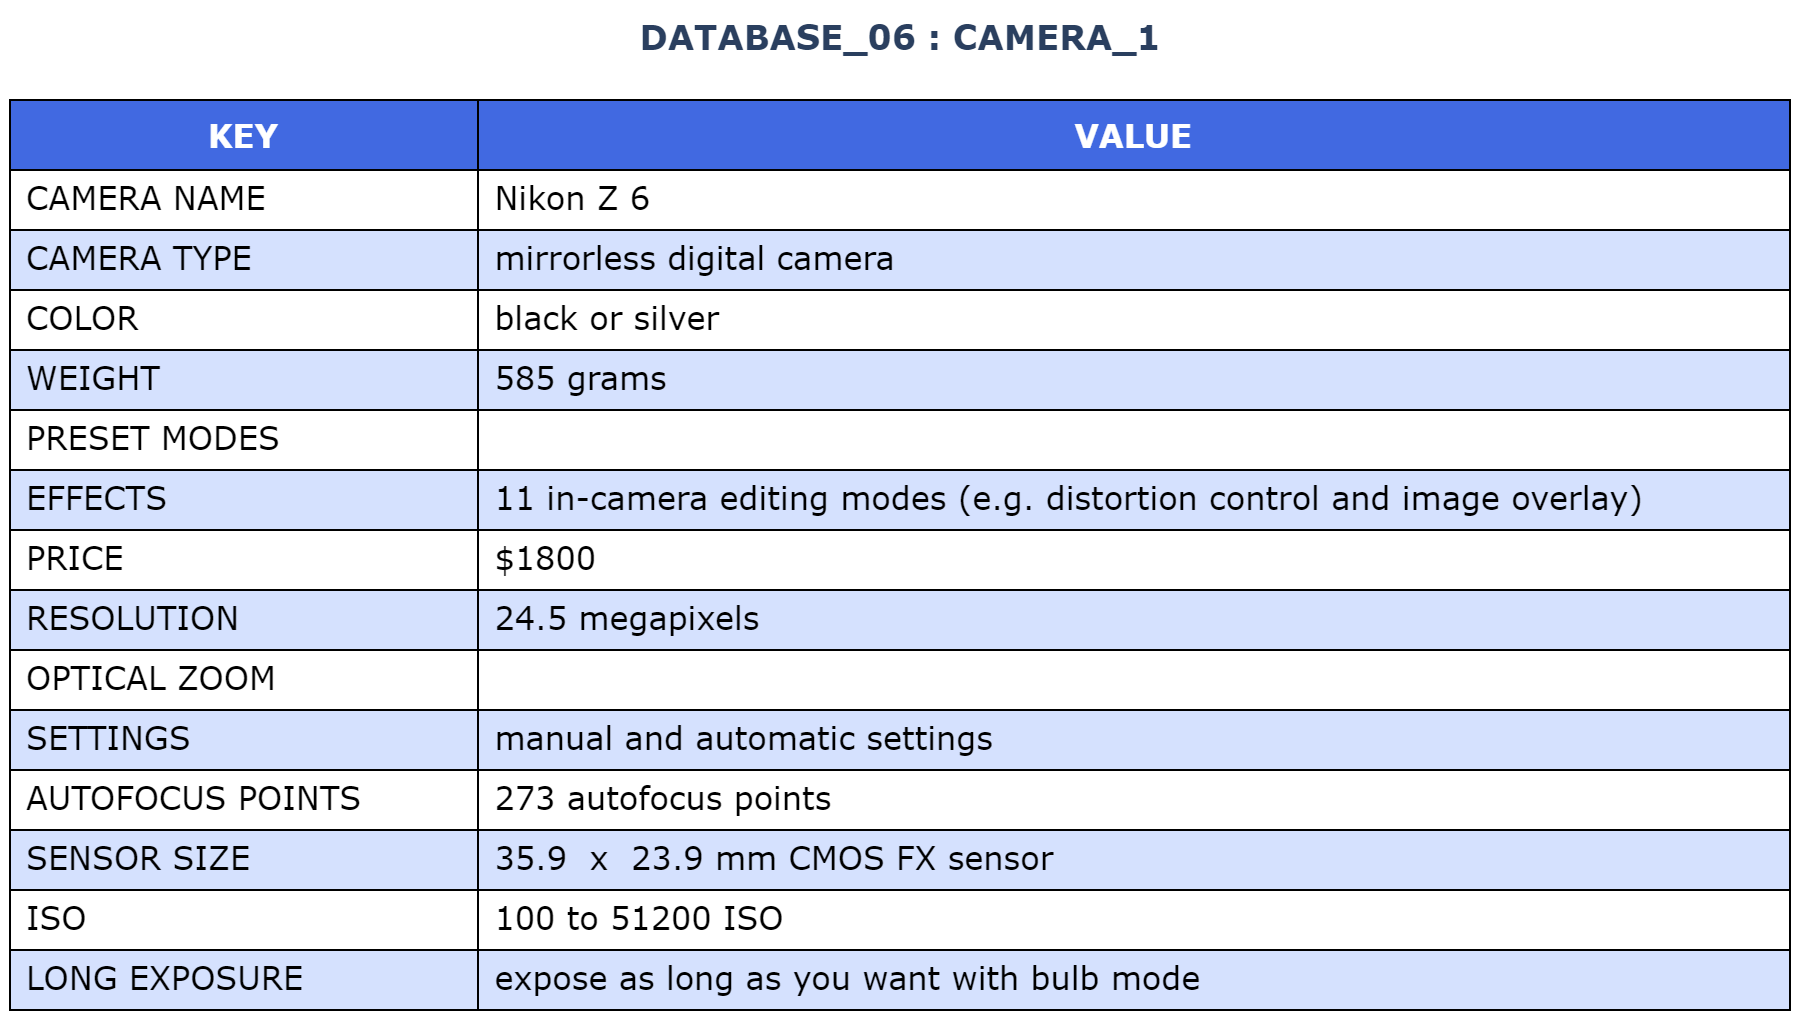 DATABASE_06 : CAMERA_1
KEY VALUE
CAMERA NAME Nikon Z 6
CAMERA TYPE mirrorless digital camera
COLOR black or silver
WEIGHT 585 grams
PRESET MODES
EFFECTS 11 in-camera editing modes (e.g. distortion control and image overlay)
PRICE $1800
RESOLUTION 24.5 megapixels
OPTICAL ZOOM
SETTINGS manual and automatic settings
AUTOFOCUS POINTS 273 autofocus points
SENSOR SIZE 35.9 x 23.9 mm CMOS FX sensor
ISO 100 to 51200 ISO
LONG EXPOSURE expose as long as you want with bulb mode